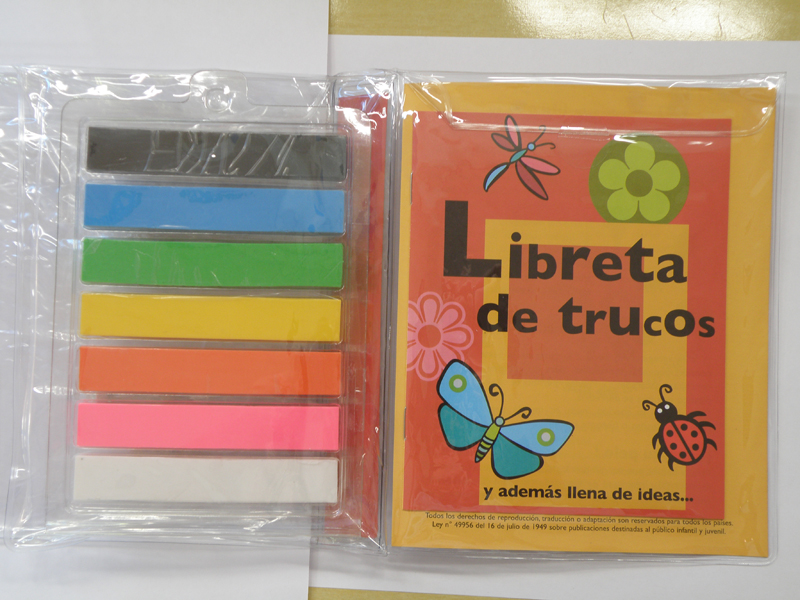 Libreta
de trucos
y además llena de ideas...
Todos los derechos de reproducción, traducción o adaptación son reservados para todos los países.
Ley n° 49956 del 16 de julio de 1949 sobre publicaciones destinadas al público infantil y juvenil.